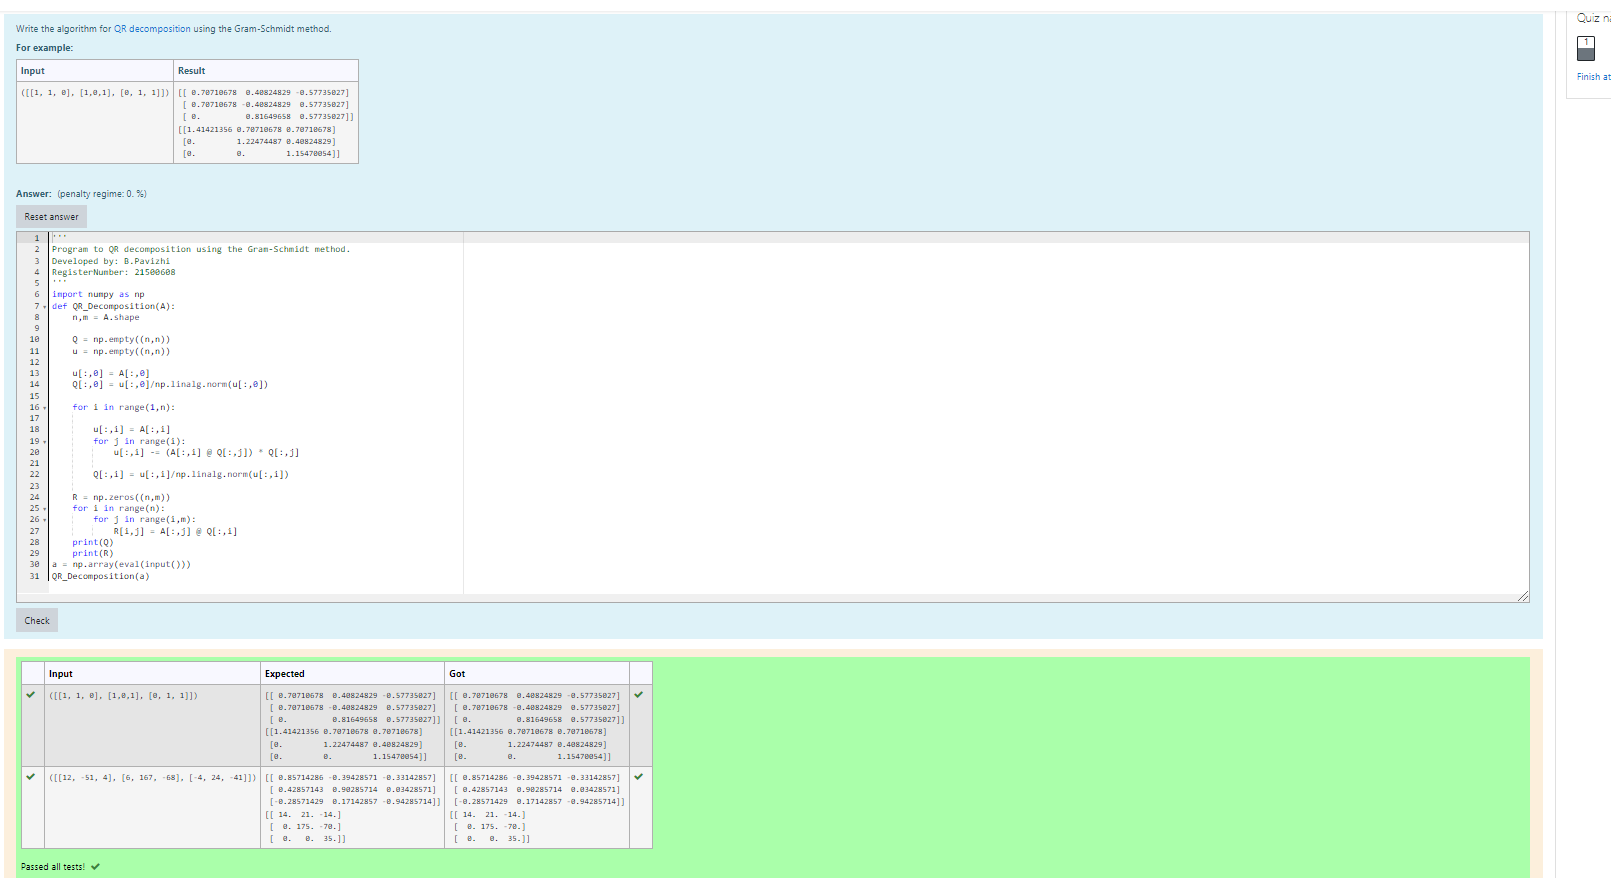 Write the algorithm for QR decomposition using the Gram-Schmidt method.
For example:
Input Result
([[1, 1, 0], [1,0,1], [0, 1, 1]]) [[ 0.70710678  0.40824829 -0.57735027]
[ 0.70710678 -0.40824829  0.57735027]
[ 0.          0.81649658  0.57735027]]
[[1.41421356 0.70710678 0.70710678]
[0.         1.22474487 0.40824829]
[0.         0.         1.15470054]]
Answer: (penalty regime: 0, %)
Reset answer
1 '''
2 Program to QR decomposition using the Gram-Schmidt method.
3 Developed by: B.Pavizhi
4 RegisterNumber: 21500608
5 '''
6 import numpy as np
7 def QR_Decomposition(A):
8     n,m = A.shape
9
10     Q = np.empty((n,n))
11     u = np.empty((n,n))
12
13     u[:,0] = A[:,0]
14     Q[:,0] = u[:,0]/np.linalg.norm(u[:,0])
15
16     for i in range(1,n):
17
18         u[:,i] = A[:,i]
19         for j in range(i):
20             u[:,i] -= (A[:,i] @ Q[:,j]) * Q[:,j]
21
22         Q[:,i] = u[:,i]/np.linalg.norm(u[:,i])
23
24     R = np.zeros((n,m))
25     for i in range(n):
26         for j in range(i,m):
27             R[i,j] = A[:,j] @ Q[:,i]
28     print(Q)
29     print(R)
30 a = np.array(eval(input()))
31 QR_Decomposition(a)
Check
Input Expected Got
([[1, 1, 0], [1,0,1], [0, 1, 1]]) [[ 0.70710678  0.40824829 -0.57735027] [[ 0.70710678  0.40824829 -0.57735027]
[ 0.70710678 -0.40824829  0.57735027] [ 0.70710678 -0.40824829  0.57735027]
[ 0.          0.81649658  0.57735027]] [ 0.          0.81649658  0.57735027]]
[[1.41421356 0.70710678 0.70710678] [[1.41421356 0.70710678 0.70710678]
[0.         1.22474487 0.40824829] [0.         1.22474487 0.40824829]
[0.         0.         1.15470054]] [0.         0.         1.15470054]]
([[12, -51, 4], [6, 167, -68], [-4, 24, -41]]) [[ 0.85714286 -0.39428571 -0.33142857] [[ 0.85714286 -0.39428571 -0.33142857]
[ 0.42857143  0.90285714  0.03428571] [ 0.42857143  0.90285714  0.03428571]
[-0.28571429  0.17142857 -0.94285714]] [-0.28571429  0.17142857 -0.94285714]]
[[ 14.  21. -14.] [[ 14.  21. -14.]
[  0. 175. -70.] [  0. 175. -70.]
[  0.   0.  35.]] [  0.   0.  35.]]
Passed all tests!
Quiz na
1
Finish at